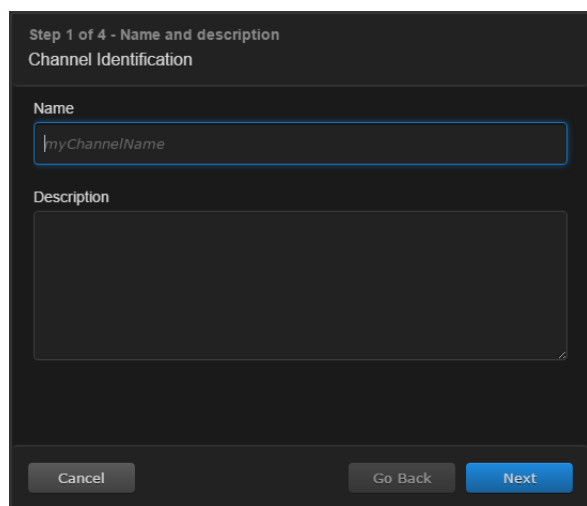 Step 1 of 4 - Name and description
Channel Identification
Name
myChannelName
Description
Cancel
Go Back
Next